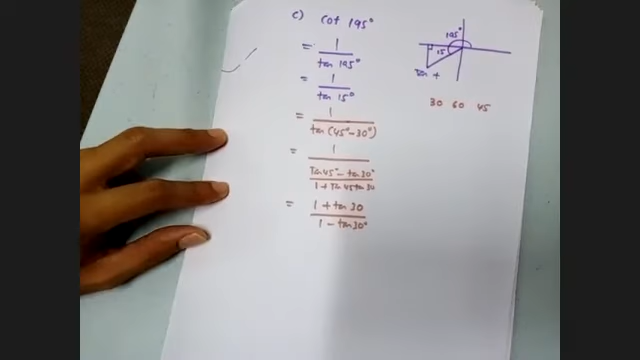 c) cot 195°
= 1 / tan 195°
= 1 / tan 15°
= 1 / tan (45° - 30°)
= 1 / ((tan 45° - tan 30°) / (1 + tan 45 tan 30))
= (1 + tan 30) / (1 - tan 30°)
195°
15
tan +
30 60 45